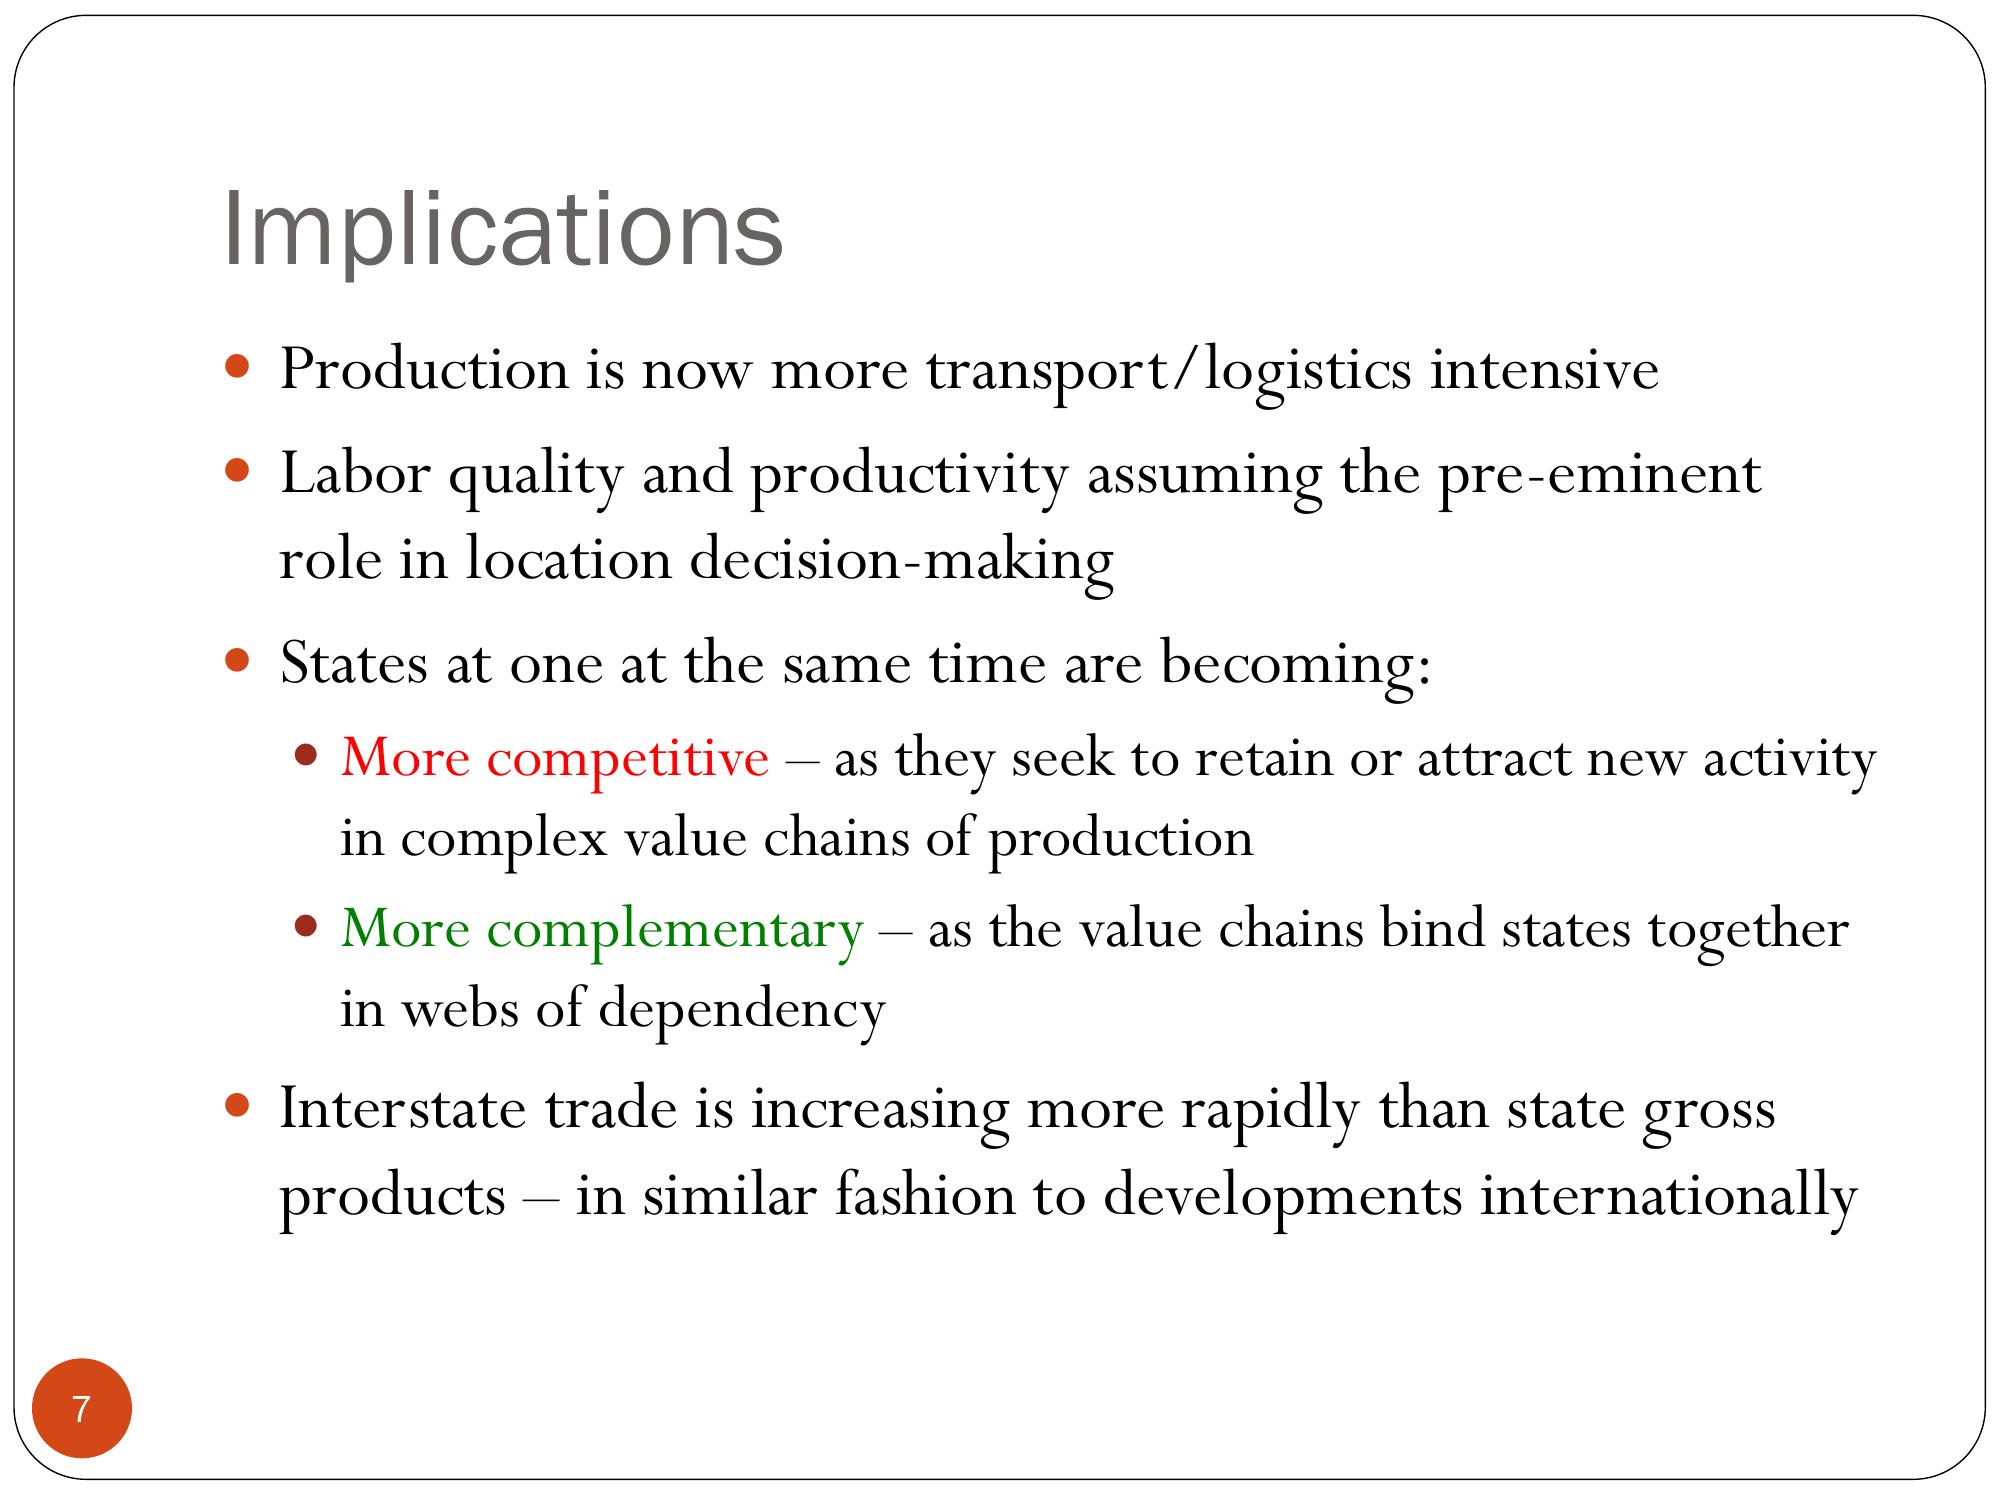 Implications
• Production is now more transport/logistics intensive
• Labor quality and productivity assuming the pre-eminent
role in location decision-making
• States at one at the same time are becoming:
• More competitive – as they seek to retain or attract new activity
in complex value chains of production
• More complementary – as the value chains bind states together
in webs of dependency
• Interstate trade is increasing more rapidly than state gross
products – in similar fashion to developments internationally
7